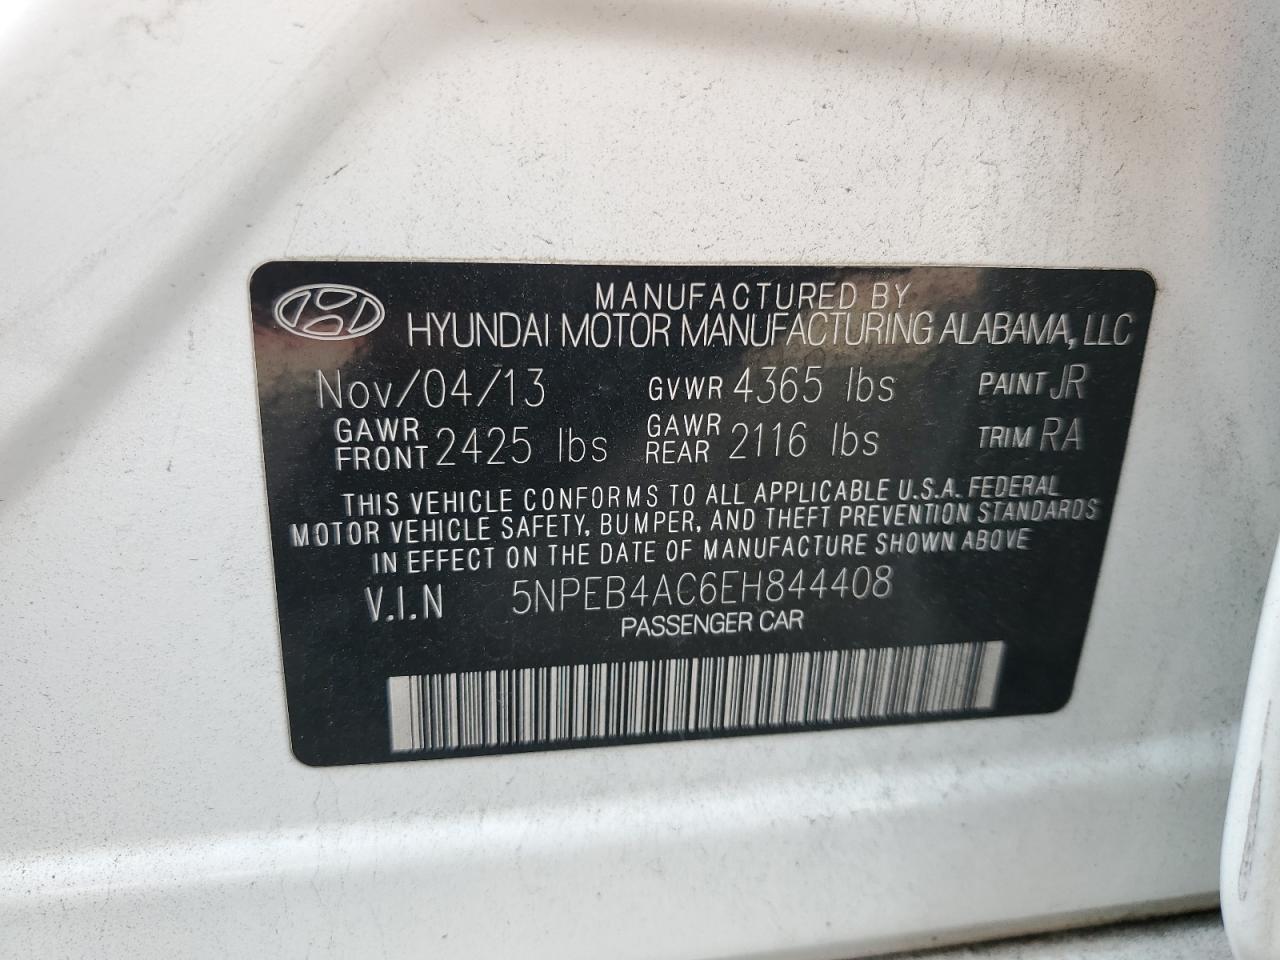 MANUFACTURED BY
HYUNDAI MOTOR MANUFACTURING ALABAMA, LLC
Nov/04/13 GVWR 4365 lbs PAINT JR
GAWR FRONT 2425 lbs GAWR REAR 2116 lbs TRIM RA
THIS VEHICLE CONFORMS TO ALL APPLICABLE U.S.A. FEDERAL
MOTOR VEHICLE SAFETY, BUMPER, AND THEFT PREVENTION STANDARDS
IN EFFECT ON THE DATE OF MANUFACTURE SHOWN ABOVE
V.I.N 5NPEB4AC6EH844408
PASSENGER CAR